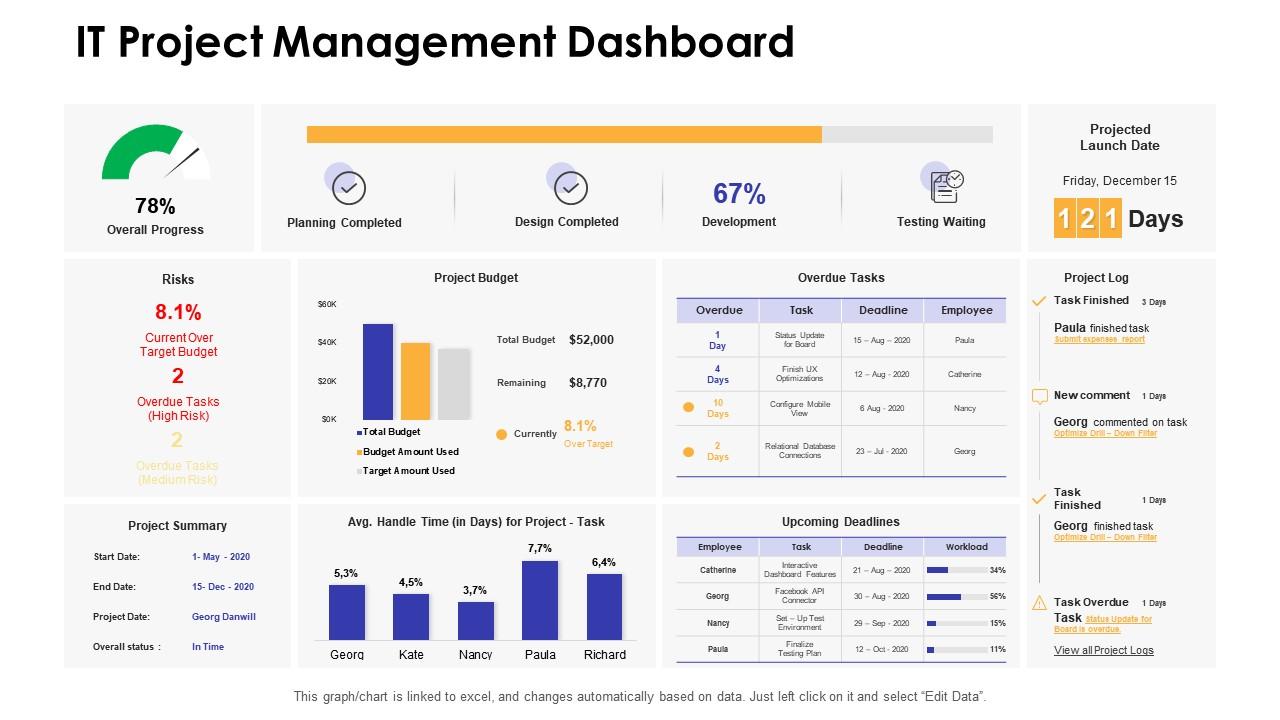 IT Project Management Dashboard
78%
Overall Progress
Planning Completed
Design Completed
67%
Development
Testing Waiting
Projected
Launch Date
Friday, December 15
121 Days
Risks
8.1%
Current Over
Target Budget
2
Overdue Tasks
(High Risk)
2
Overdue Tasks
(Medium Risk)
Project Budget
$60K
$40K
$20K
$0K
Total Budget
Budget Amount Used
Target Amount Used
Total Budget $52,000
Remaining $8,770
Currently 8.1%
Over Target
Overdue Tasks
Overdue Task Deadline Employee
1
Day
Status Update
for Board
15 – Aug – 2020
Paula
4
Days
Finish UX
Optimizations
12 – Aug - 2020
Catherine
10
Days
Configure Mobile
View
6 Aug - 2020
Nancy
2
Days
Relational Database
Connections
23 – Jul - 2020
Georg
Project Log
Task Finished 3 Days
Paula finished task
Submit expenses report
New comment 1 Days
Georg commented on task
Optimize Drill – Down Filter
Task
Finished 1 Days
Georg finished task
Optimize Drill – Down Filter
Task Overdue 1 Days
Task Status Update for
Board is overdue.
View all Project Logs
Project Summary
Start Date: 1- May - 2020
End Date: 15- Dec - 2020
Project Date: Georg Danwill
Overall status : In Time
Avg. Handle Time (in Days) for Project - Task
5,3%
4,5%
3,7%
7,7%
6,4%
Georg Kate Nancy Paula Richard
Upcoming Deadlines
Employee Task Deadline Workload
Catherine
Interactive
Dashboard Features
21 – Aug – 2020
34%
Georg
Facebook API
Connector
30 – Aug - 2020
56%
Nancy
Set – Up Test
Environment
29 – Sep - 2020
15%
Paula
Finalize
Testing Plan
12 – Oct - 2020
11%
This graph/chart is linked to excel, and changes automatically based on data. Just left click on it and select “Edit Data”.